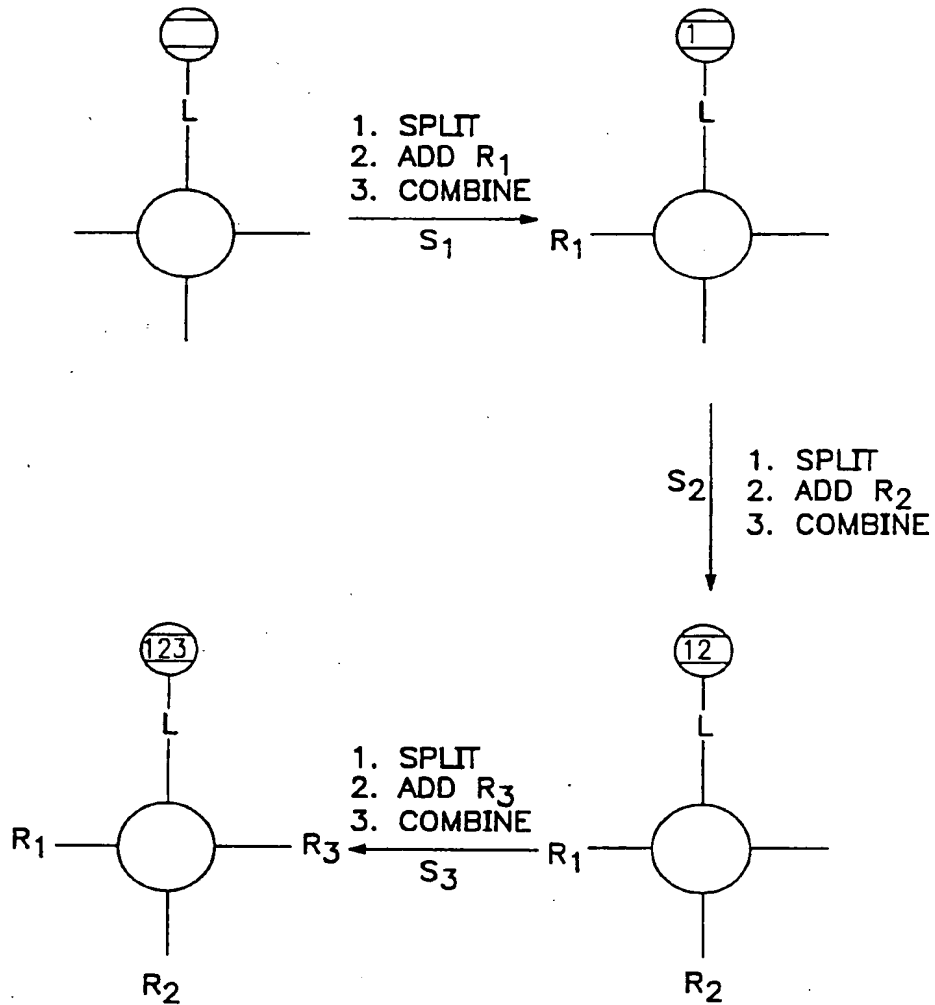 1
L
L
1. SPLIT
2. ADD R₁
3. COMBINE
S₁
R₁
S₂
1. SPLIT
2. ADD R₂
3. COMBINE
123
12
L
L
1. SPLIT
2. ADD R₃
3. COMBINE
R₁
R₃
S₃
R₁
R₂
R₂